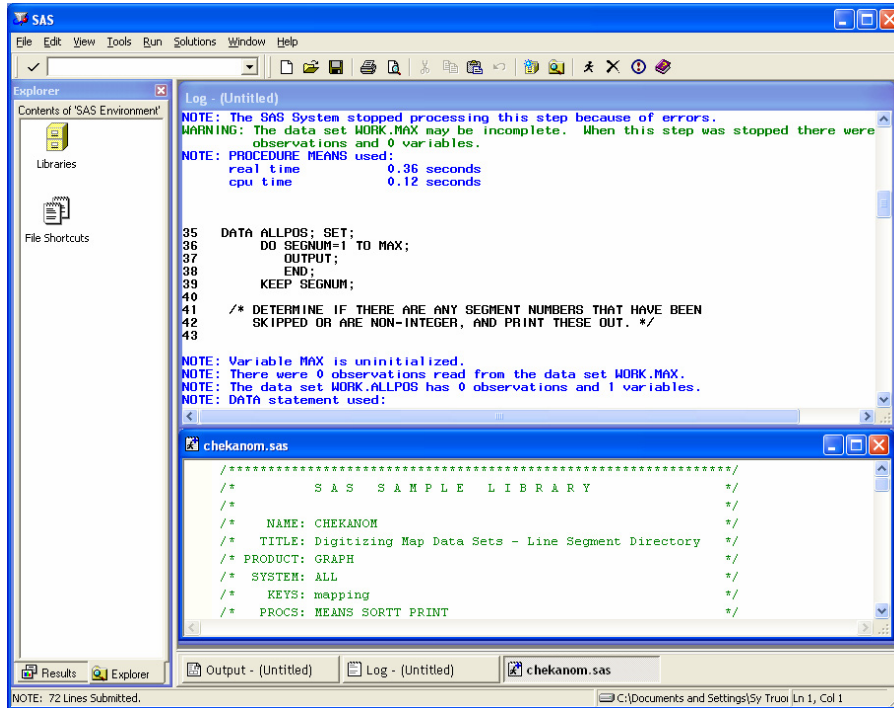 SAS
File Edit View Tools Run Solutions Window Help
Explorer
Contents of 'SAS Environment'
Libraries
File Shortcuts
Log - (Untitled)
NOTE: The SAS System stopped processing this step because of errors.
WARNING: The data set WORK.MAX may be incomplete.  When this step was stopped there were
observations and 0 variables.
NOTE: PROCEDURE MEANS used:
real time           0.36 seconds
cpu time            0.12 seconds
35   DATA ALLPOS; SET;
36        DO SEGNUM=1 TO MAX;
37           OUTPUT;
38           END;
39        KEEP SEGNUM;
40
41    /* DETERMINE IF THERE ARE ANY SEGMENT NUMBERS THAT HAVE BEEN
42       SKIPPED OR ARE NON-INTEGER, AND PRINT THESE OUT. */
43
NOTE: Variable MAX is uninitialized.
NOTE: There were 0 observations read from the data set WORK.MAX.
NOTE: The data set WORK.ALLPOS has 0 observations and 1 variables.
NOTE: DATA statement used:
chekanom.sas
/****************************************************************/
/*          S A S   S A M P L E   L I B R A R Y                 */
/*                                                              */
/*    NAME: CHEKANOM                                            */
/*   TITLE: Digitizing Map Data Sets - Line Segment Directory   */
/* PRODUCT: GRAPH                                               */
/*  SYSTEM: ALL                                                 */
/*    KEYS: mapping                                             */
/*   PROCS: MEANS SORTT PRINT                                   */
Results Explorer
Output - (Untitled) Log - (Untitled) chekanom.sas
NOTE: 72 Lines Submitted.
C:\Documents and Settings\Sy Truoi Ln 1, Col 1